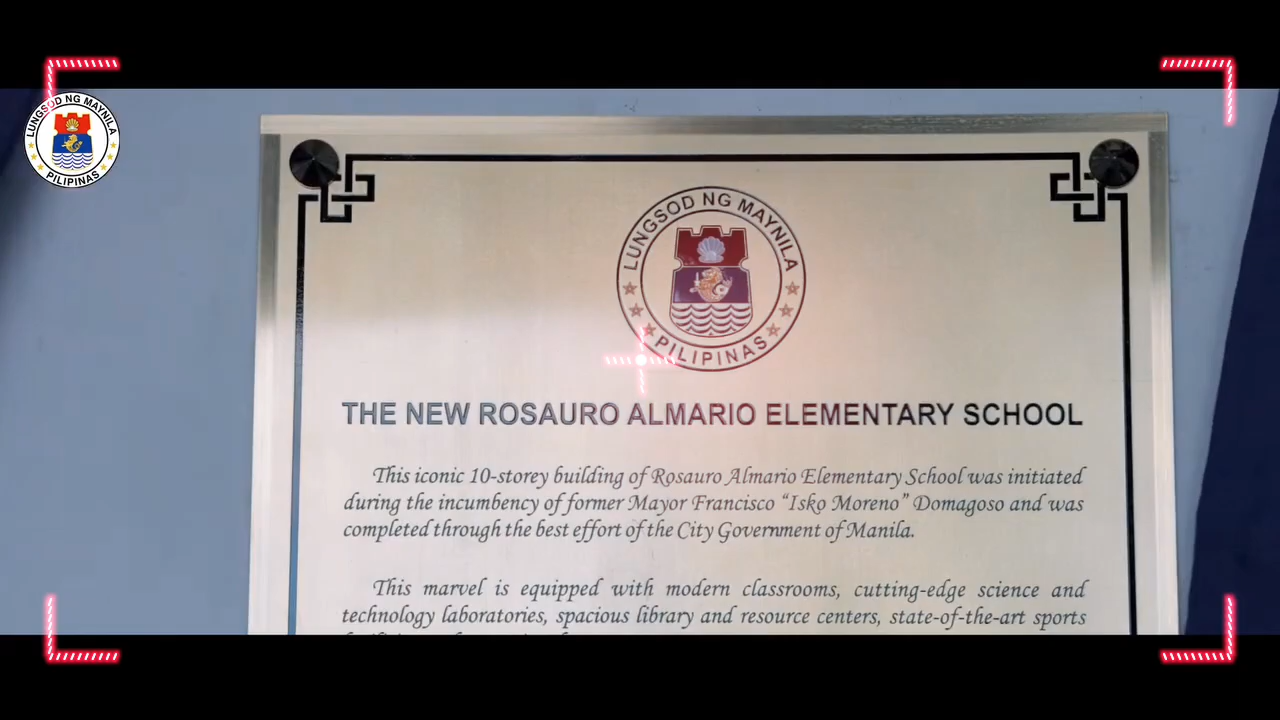 LUNGSOD NG MAYNILA
PILIPINAS
LUNGSOD NG MAYNILA
PILIPINAS
THE NEW ROSAURO ALMARIO ELEMENTARY SCHOOL
This iconic 10-storey building of Rosauro Almario Elementary School was initiated
during the incumbency of former Mayor Francisco “Isko Moreno” Domagoso and was
completed through the best effort of the City Government of Manila.
This marvel is equipped with modern classrooms, cutting-edge science and
technology laboratories, spacious library and resource centers, state-of-the-art sports